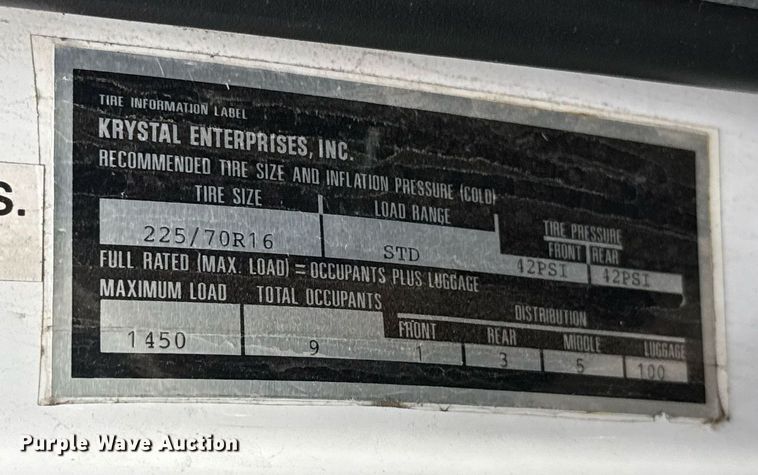 S.
TIRE INFORMATION LABEL
KRYSTAL ENTERPRISES, INC.
RECOMMENDED TIRE SIZE AND INFLATION PRESSURE (COLD)
TIRE SIZE LOAD RANGE TIRE PRESSURE
FRONT REAR
225/70R16 STD 42PSI 42PSI
FULL RATED (MAX. LOAD) = OCCUPANTS PLUS LUGGAGE
MAXIMUM LOAD TOTAL OCCUPANTS DISTRIBUTION
FRONT REAR MIDDLE LUGGAGE
1450 9 1 3 5 100
Purple Wave Auction